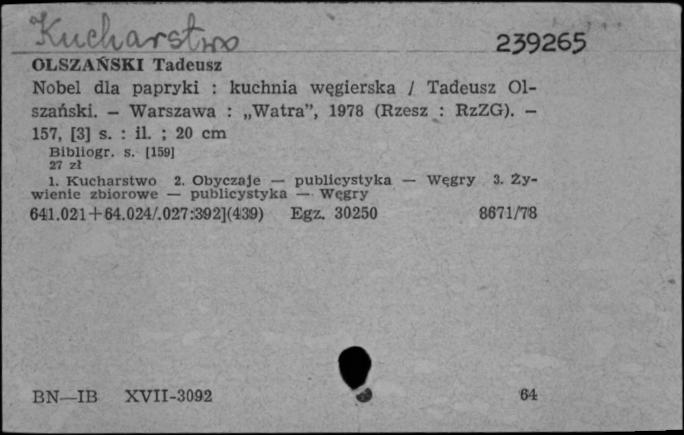 Kucharstwo
239265
OLSZAŃSKI Tadeusz
Nobel dla papryki : kuchnia węgierska / Tadeusz Ol-
szański. — Warszawa : „Watra”, 1978 (Rzesz : RzZG). —
157, [3] s. : il. ; 20 cm
Bibliogr. s. [159]
27 zł
1. Kucharstwo 2. Obyczaje — publicystyka — Węgry 3. Ży-
wienie zbiorowe — publicystyka — Węgry
641.021+64.024/.027:392](439) Egz. 30250 8671/78
BN—IB XVII-3092 64